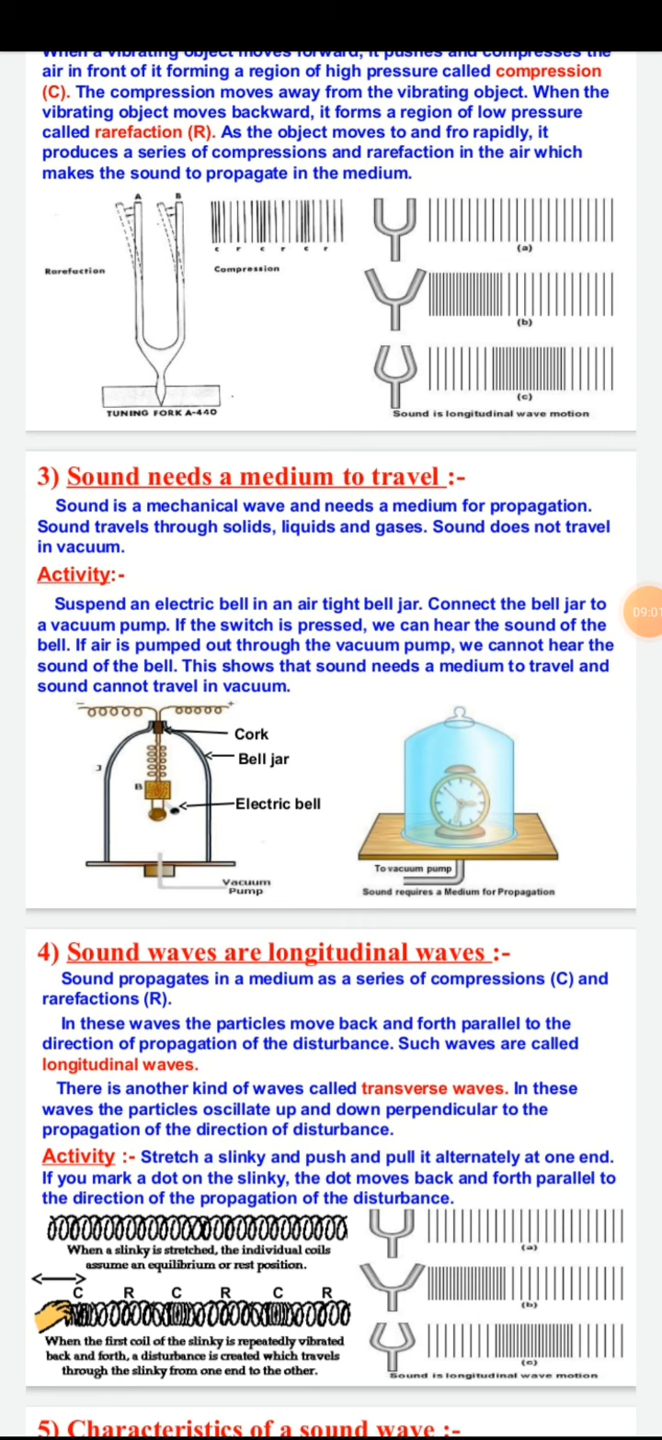 When a vibrating object moves forward, it pushes and compresses the
air in front of it forming a region of high pressure called compression
(C). The compression moves away from the vibrating object. When the
vibrating object moves backward, it forms a region of low pressure
called rarefaction (R). As the object moves to and fro rapidly, it
produces a series of compressions and rarefaction in the air which
makes the sound to propagate in the medium.
A B
C r C r C r
(a)
Rarefaction
Compression
(b)
(c)
TUNING FORK A-440
Sound is longitudinal wave motion
3) Sound needs a medium to travel :-
Sound is a mechanical wave and needs a medium for propagation.
Sound travels through solids, liquids and gases. Sound does not travel
in vacuum.
Activity:-
Suspend an electric bell in an air tight bell jar. Connect the bell jar to
a vacuum pump. If the switch is pressed, we can hear the sound of the
bell. If air is pumped out through the vacuum pump, we cannot hear the
sound of the bell. This shows that sound needs a medium to travel and
sound cannot travel in vacuum.
09:0
− +
Cork
Bell jar
J
B
Electric bell
To vacuum pump
Vacuum
Pump
Sound requires a Medium for Propagation
4) Sound waves are longitudinal waves :-
Sound propagates in a medium as a series of compressions (C) and
rarefactions (R).
In these waves the particles move back and forth parallel to the
direction of propagation of the disturbance. Such waves are called
longitudinal waves.
There is another kind of waves called transverse waves. In these
waves the particles oscillate up and down perpendicular to the
propagation of the direction of disturbance.
Activity :- Stretch a slinky and push and pull it alternately at one end.
If you mark a dot on the slinky, the dot moves back and forth parallel to
the direction of the propagation of the disturbance.
When a slinky is stretched, the individual coils
assume an equilibrium or rest position.
(a)
C R C R C R
(b)
When the first coil of the slinky is repeatedly vibrated
back and forth, a disturbance is created which travels
through the slinky from one end to the other.
(c)
Sound is longitudinal wave motion
5) Characteristics of a sound wave :-